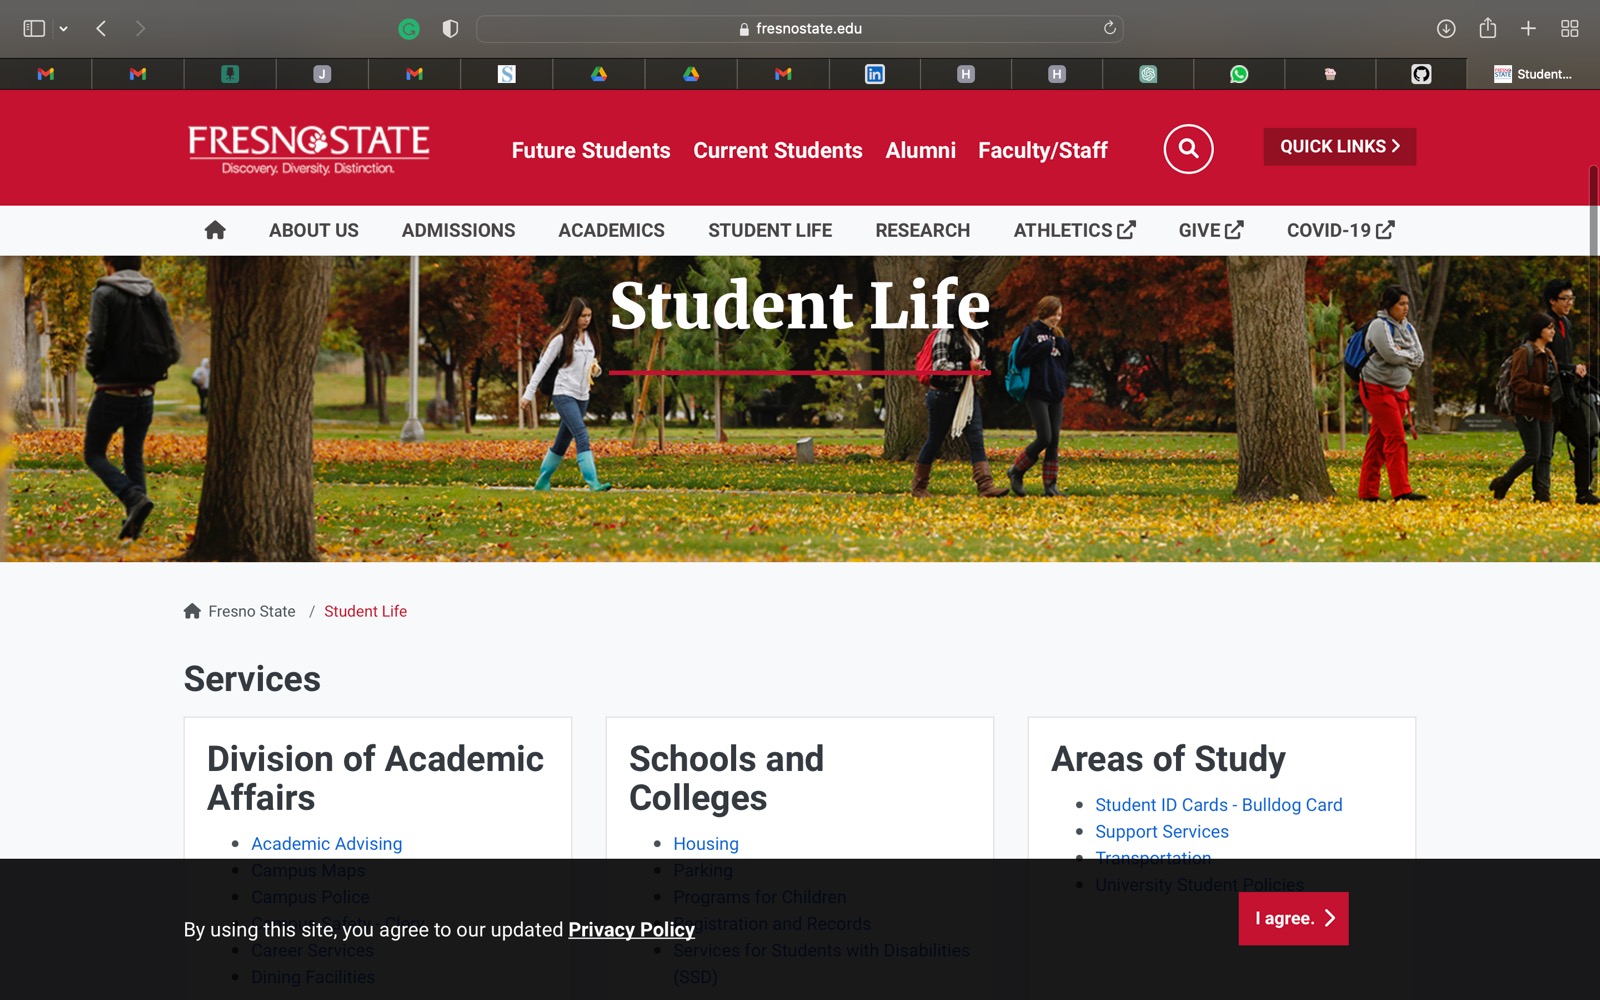 fresnostate.edu
J
S
in
H
H
Student...
FRESNO STATE
Discovery. Diversity. Distinction.
Future Students
Current Students
Alumni
Faculty/Staff
QUICK LINKS
ABOUT US
ADMISSIONS
ACADEMICS
STUDENT LIFE
RESEARCH
ATHLETICS
GIVE
COVID-19
Student Life
Fresno State / Student Life
Services
Division of Academic
Affairs
Academic Advising
Campus Maps
Campus Police
Campus Safety - Clery
Career Services
Dining Facilities
Schools and
Colleges
Housing
Parking
Programs for Children
Registration and Records
Services for Students with Disabilities
(SSD)
Areas of Study
Student ID Cards - Bulldog Card
Support Services
Transportation
University Student Policies
By using this site, you agree to our updated Privacy Policy
I agree.